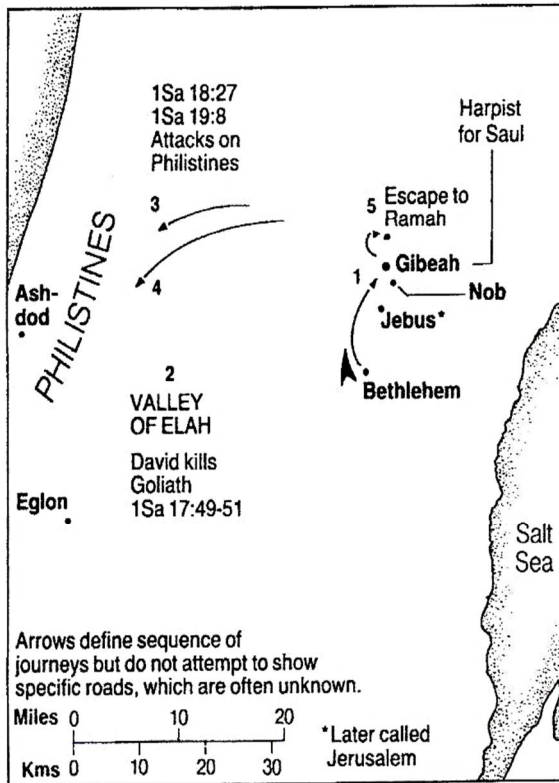 1Sa 18:27
1Sa 19:8
Attacks on
Philistines
Harpist
for Saul
3
5
Escape to
Ramah
PHILISTINES
4
1
Gibeah
Nob
Ash-
dod
Jebus*
2
VALLEY
OF ELAH
Bethlehem
David kills
Goliath
1Sa 17:49-51
Eglon
Salt
Sea
Arrows define sequence of
journeys but do not attempt to show
specific roads, which are often unknown.
Miles 0 10 20
Kms 0 10 20 30
*Later called
Jerusalem